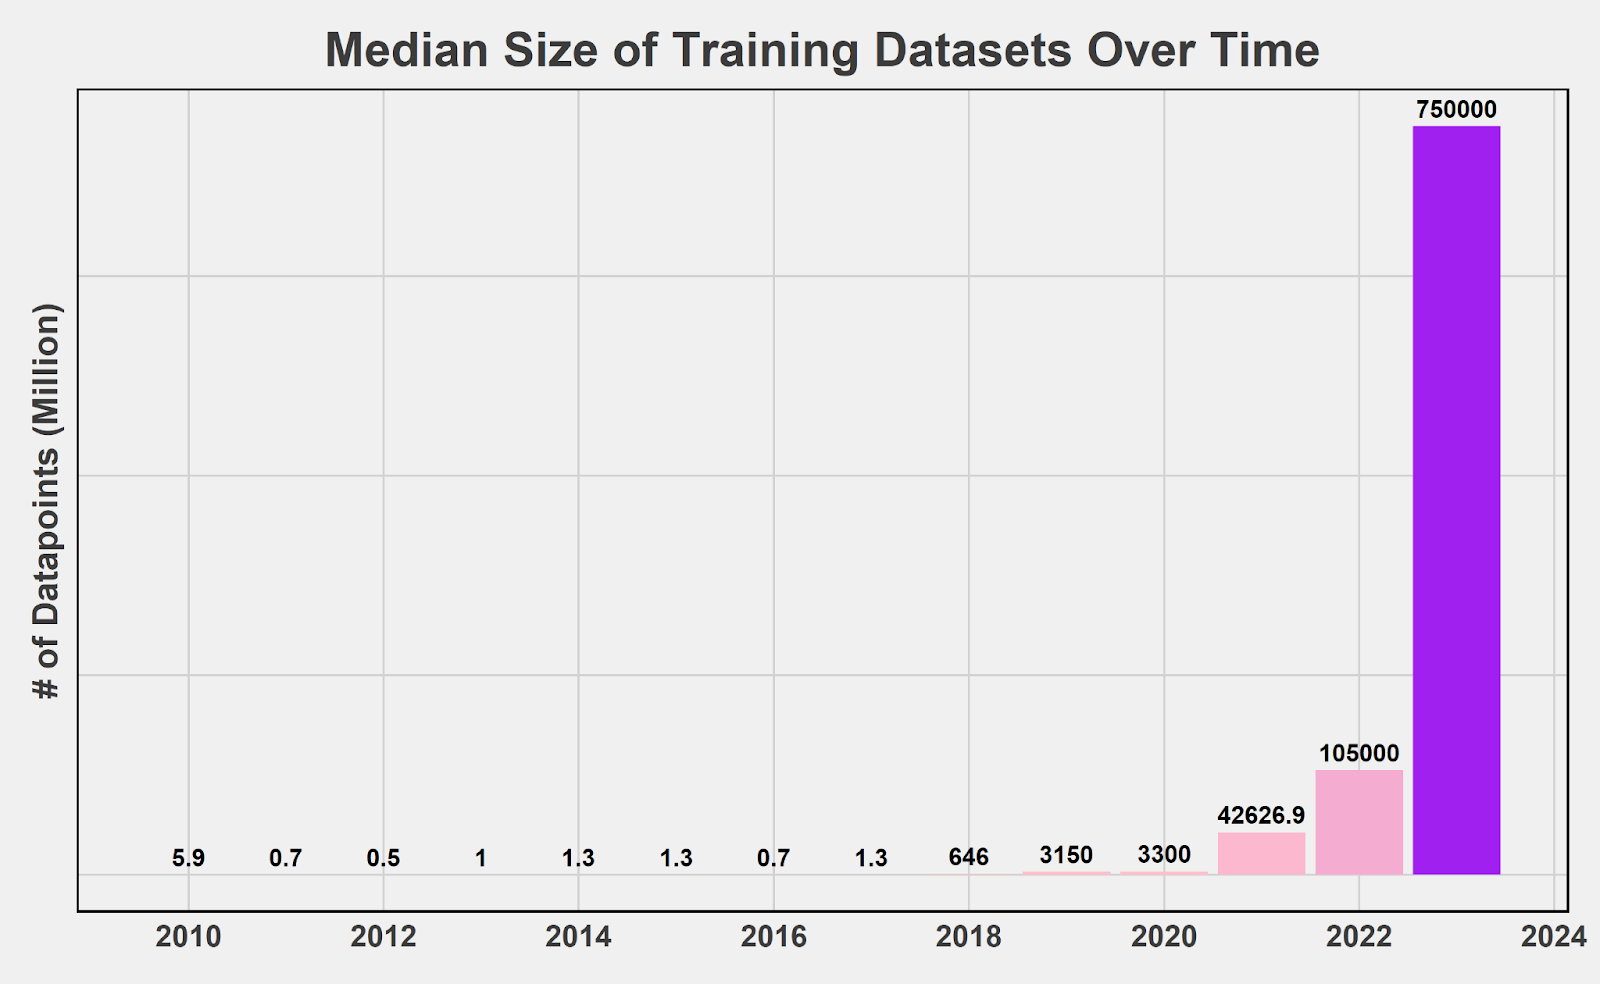 Median Size of Training Datasets Over Time
# of Datapoints (Million)
750000
105000
42626.9
5.9 0.7 0.5 1 1.3 1.3 0.7 1.3 646 3150 3300
2010 2012 2014 2016 2018 2020 2022 2024